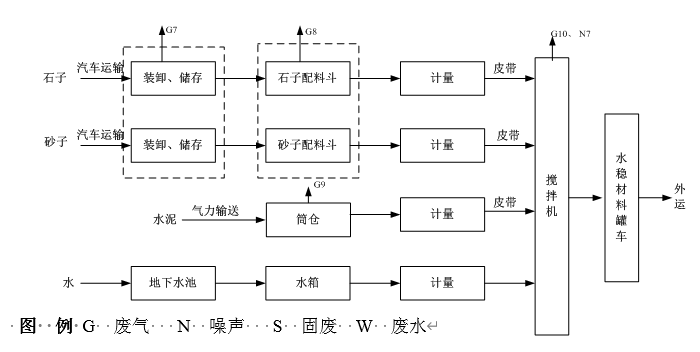 G7 G8 G10、N7
石子 汽车运输 装卸、储存 石子配料斗 计量 皮带
砂子 汽车运输 装卸、储存 砂子配料斗 计量 皮带
搅拌机 水稳材料罐车 外运
G9
水泥 气力输送 筒仓 计量 皮带
水 地下水池 水箱 计量
图 例 G 废气 N 噪声 S 固废 W 废水